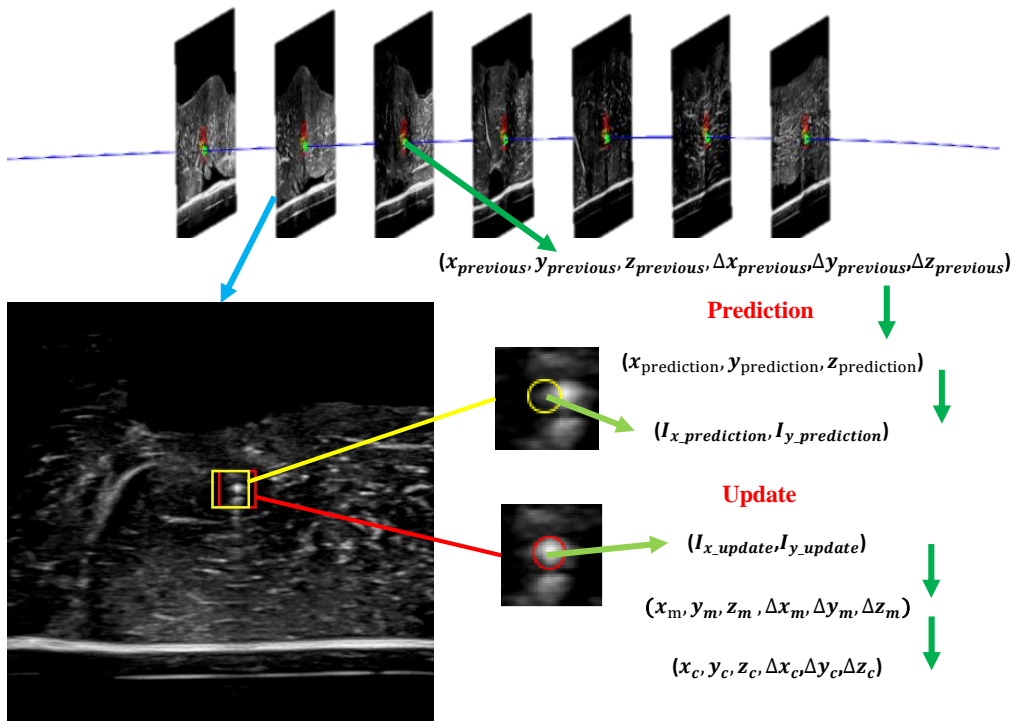 (x_previous, y_previous, z_previous, Δx_previous,Δy_previous,Δz_previous)
Prediction
(x_prediction, y_prediction, z_prediction)
(I_x_prediction, I_y_prediction)
Update
(I_x_update,I_y_update)
(x_m, y_m, z_m , Δx_m, Δy_m, Δz_m)
(x_c, y_c, z_c, Δx_c,Δy_c,Δz_c)